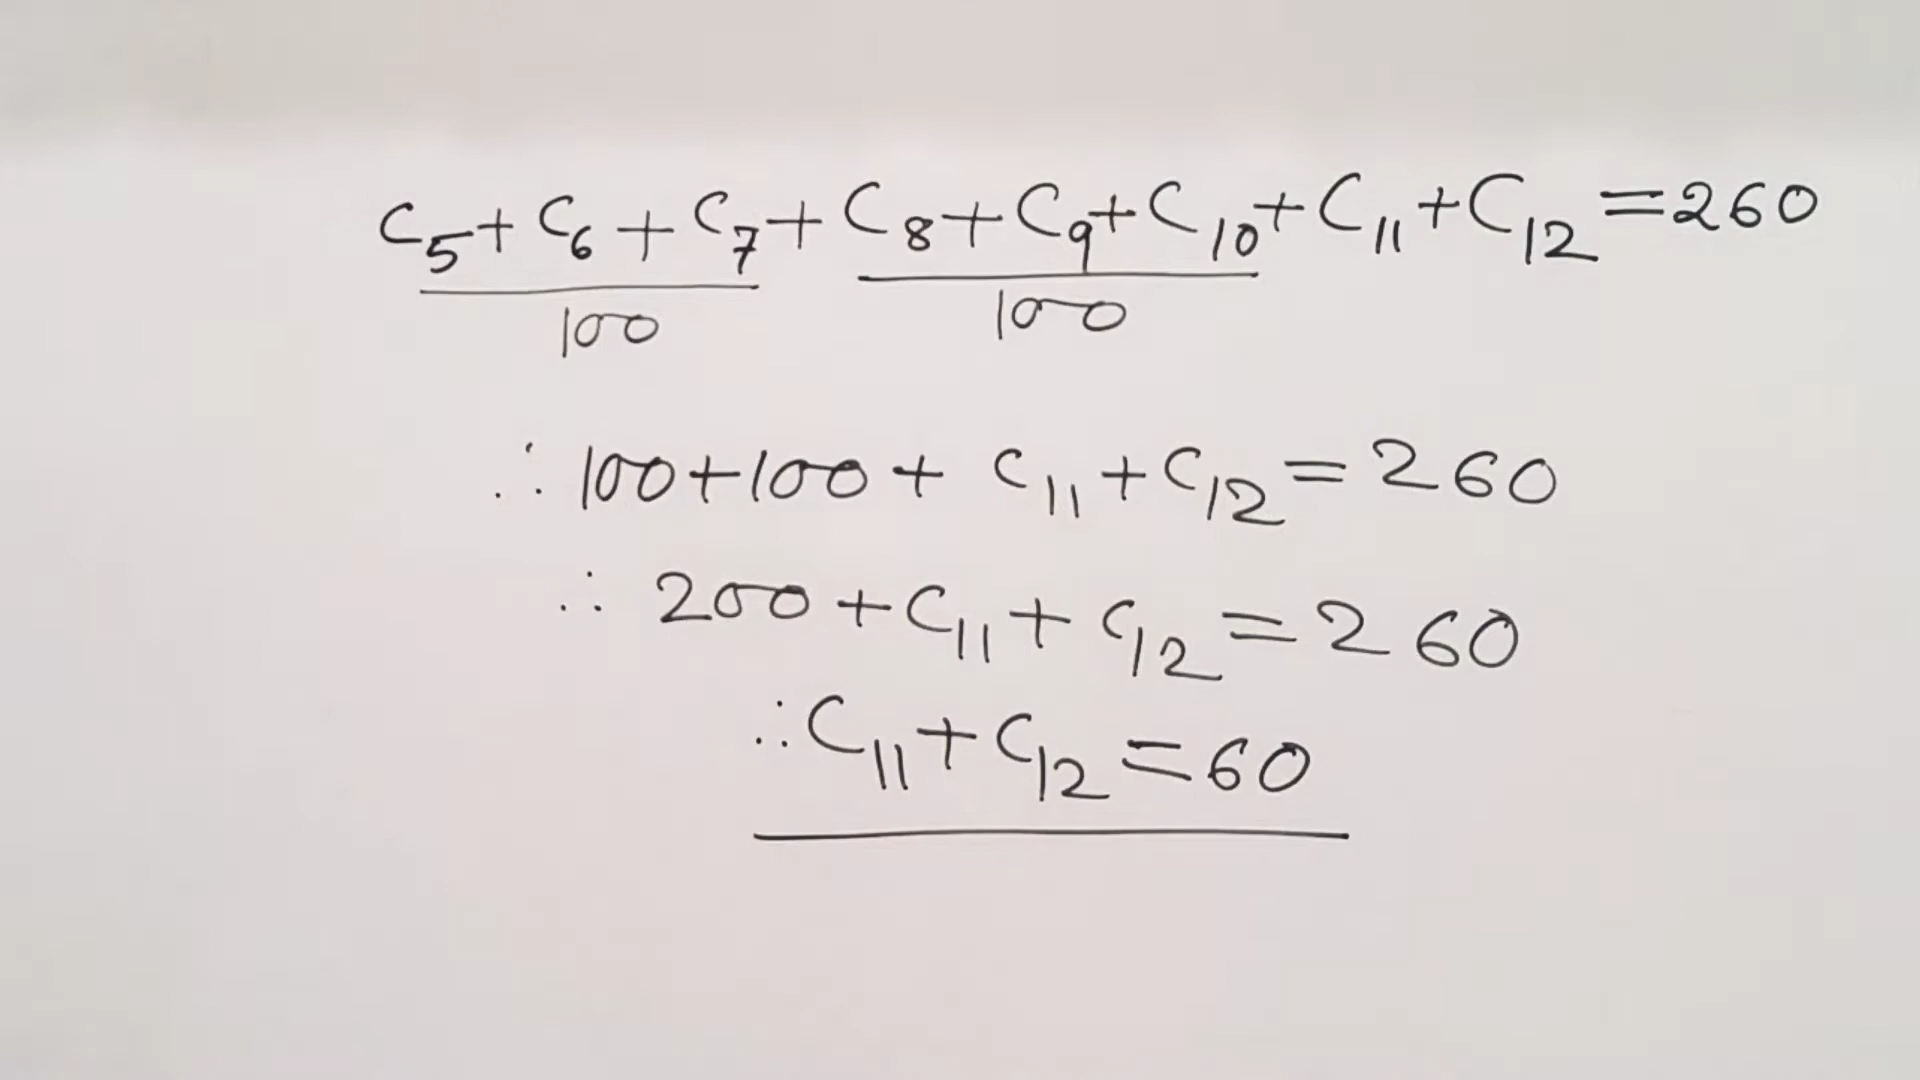 C₅+C₆+C₇+C₈+C₉+C₁₀+C₁₁+C₁₂=260
100 100
∴ 100+100+ C₁₁+C₁₂=260
∴ 200+C₁₁+C₁₂=260
∴C₁₁+C₁₂=60